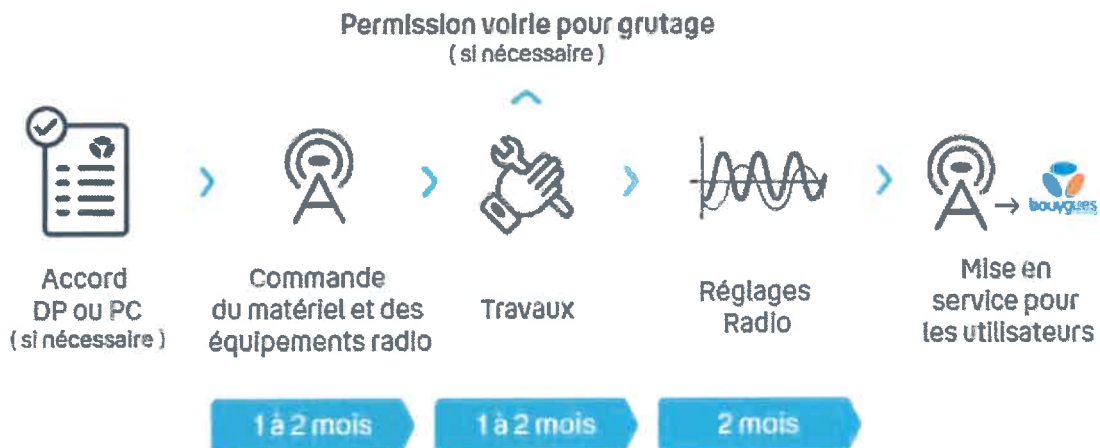 Permission voirie pour grutage
( si nécessaire )
Accord
DP ou PC
( si nécessaire )
Commande
du matériel et des
équipements radio
Travaux
Réglages
Radio
bouygues
Mise en
service pour
les utilisateurs
1 à 2 mois
1 à 2 mois
2 mois